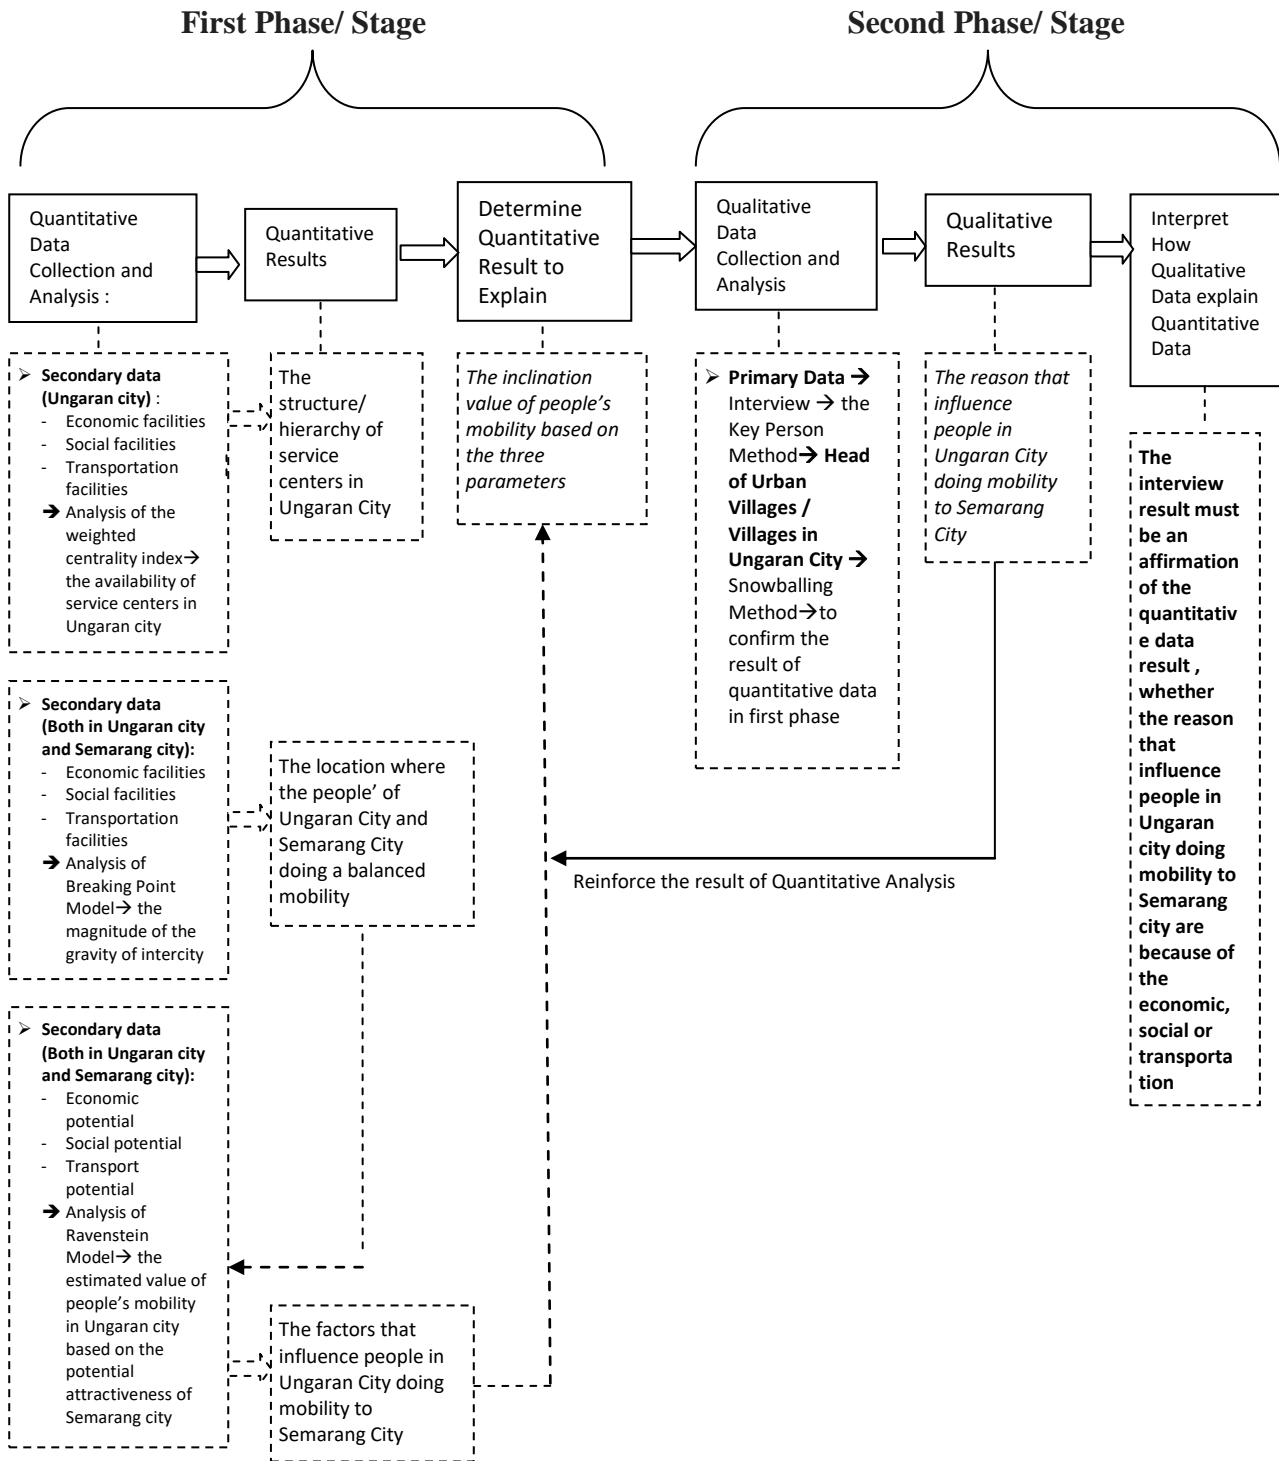 First Phase/ Stage
Second Phase/ Stage
Quantitative
Data
Collection and
Analysis :
Quantitative
Results
Determine
Quantitative
Result to
Explain
Qualitative
Data
Collection and
Analysis
Qualitative
Results
Interpret
How
Qualitative
Data explain
Quantitative
Data
➢ Secondary data
(Ungaran city) :
- Economic facilities
- Social facilities
- Transportation
facilities
➔ Analysis of the
weighted
centrality index→
the availability of
service centers in
Ungaran city
The
structure/
hierarchy of
service
centers in
Ungaran City
The inclination
value of people’s
mobility based on
the three
parameters
➢ Primary Data ➔
Interview → the
Key Person
Method➔ Head
of Urban
Villages /
Villages in
Ungaran City ➔
Snowballing
Method→to
confirm the
result of
quantitative data
in first phase
The reason that
influence
people in
Ungaran City
doing mobility
to Semarang
City
The
interview
result must
be an
affirmation
of the
quantitativ
e data
result ,
whether
the reason
that
influence
people in
Ungaran
city doing
mobility to
Semarang
city are
because of
the
economic,
social or
transporta
tion
➢ Secondary data
(Both in Ungaran city
and Semarang city):
- Economic facilities
- Social facilities
- Transportation
facilities
➔ Analysis of
Breaking Point
Model→ the
magnitude of the
gravity of intercity
The location where
the people’ of
Ungaran City and
Semarang City
doing a balanced
mobility
Reinforce the result of Quantitative Analysis
➢ Secondary data
(Both in Ungaran city
and Semarang city):
- Economic
potential
- Social potential
- Transport
potential
➔ Analysis of
Ravenstein
Model→ the
estimated value of
people’s mobility
in Ungaran city
based on the
potential
attractiveness of
Semarang city
The factors that
influence people in
Ungaran City doing
mobility to
Semarang City